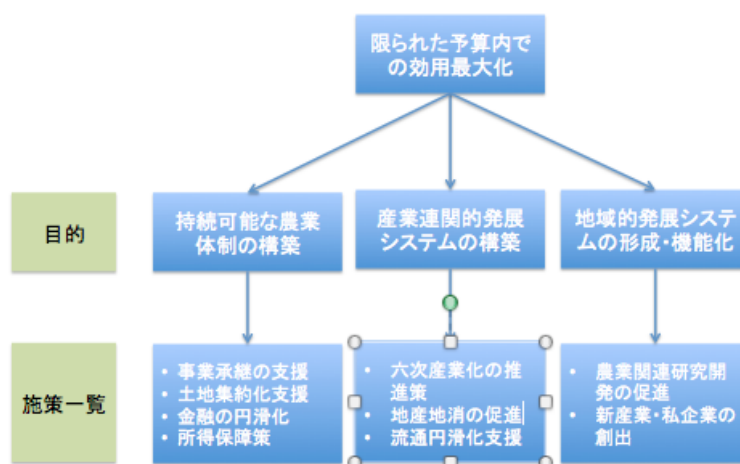 限られた予算内で
の効用最大化
目的
持続可能な農業
体制の構築
産業連関的発展
システムの構築
地域的発展システ
ムの形成・機能化
施策一覧
• 事業承継の支援
• 土地集約化支援
• 金融の円滑化
• 所得保障策
• 六次産業化の推
進策
• 地産地消の促進
• 流通円滑化支援
• 農業関連研究開
発の促進
• 新産業・私企業の
創出